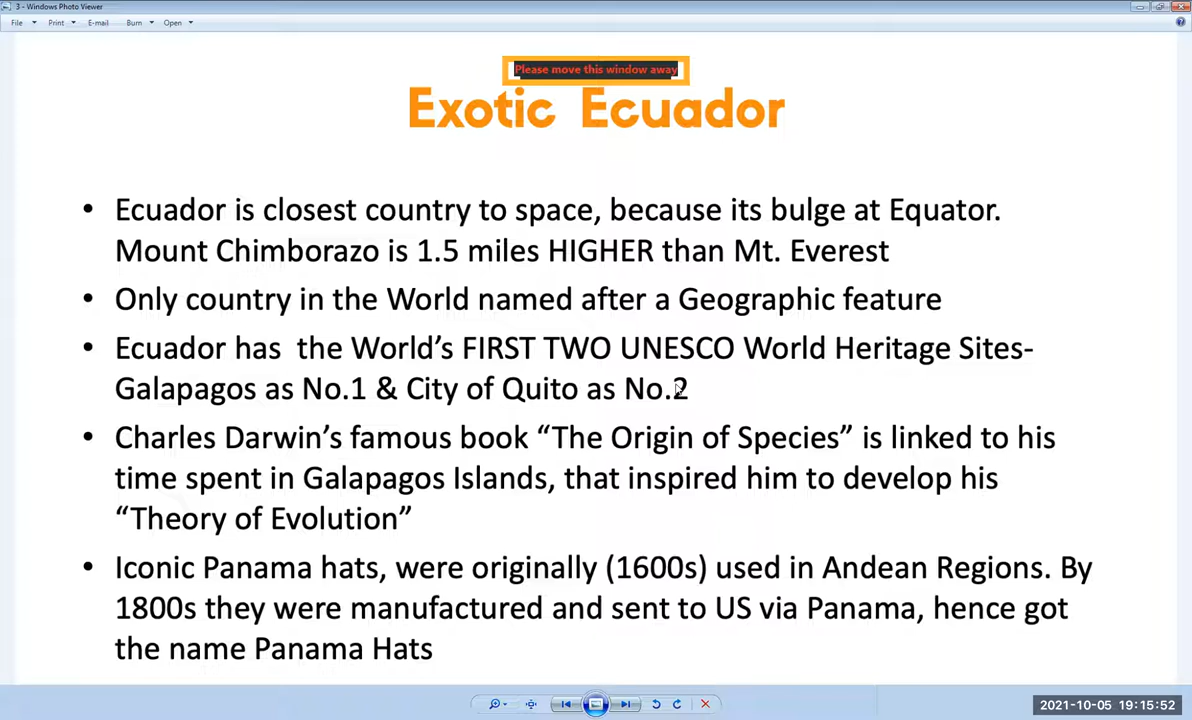 3 - Windows Photo Viewer
File Print E-mail Burn Open
Please move this window away
Exotic Ecuador
• Ecuador is closest country to space, because its bulge at Equator.
Mount Chimborazo is 1.5 miles HIGHER than Mt. Everest
• Only country in the World named after a Geographic feature
• Ecuador has the World’s FIRST TWO UNESCO World Heritage Sites-
Galapagos as No.1 & City of Quito as No.2
• Charles Darwin’s famous book “The Origin of Species” is linked to his
time spent in Galapagos Islands, that inspired him to develop his
“Theory of Evolution”
• Iconic Panama hats, were originally (1600s) used in Andean Regions. By
1800s they were manufactured and sent to US via Panama, hence got
the name Panama Hats
2021-10-05 19:15:52